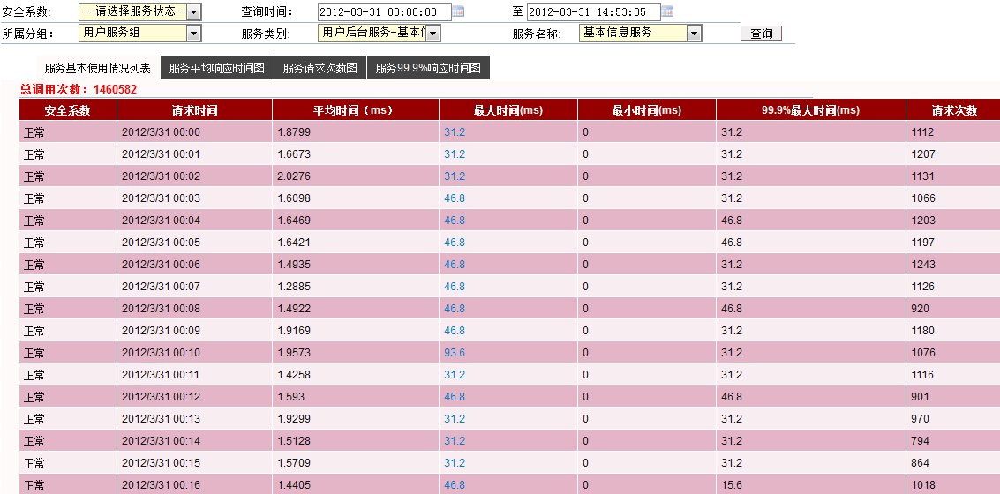 安全系数: --请选择服务状态-- 查询时间： 2012-03-31 00:00:00 至 2012-03-31 14:53:35
所属分组： 用户服务组 服务类别: 用户后台服务-基本信 服务名称: 基本信息服务 查询
服务基本使用情况列表 服务平均响应时间图 服务请求次数图 服务99.9%响应时间图
总调用次数：1460582
安全系数 请求时间 平均时间（ms） 最大时间(ms) 最小时间(ms) 99.9%最大时间(ms) 请求次数
正常 2012/3/31 00:00 1.8799 31.2 0 31.2 1112
正常 2012/3/31 00:01 1.6673 31.2 0 31.2 1207
正常 2012/3/31 00:02 2.0276 31.2 0 31.2 1131
正常 2012/3/31 00:03 1.6098 46.8 0 31.2 1066
正常 2012/3/31 00:04 1.6469 46.8 0 46.8 1203
正常 2012/3/31 00:05 1.6421 46.8 0 46.8 1197
正常 2012/3/31 00:06 1.4935 46.8 0 31.2 1243
正常 2012/3/31 00:07 1.2885 46.8 0 31.2 1126
正常 2012/3/31 00:08 1.4922 46.8 0 46.8 920
正常 2012/3/31 00:09 1.9169 46.8 0 31.2 1180
正常 2012/3/31 00:10 1.9573 93.6 0 31.2 1076
正常 2012/3/31 00:11 1.4258 31.2 0 31.2 1116
正常 2012/3/31 00:12 1.593 46.8 0 46.8 901
正常 2012/3/31 00:13 1.9299 31.2 0 31.2 970
正常 2012/3/31 00:14 1.5128 31.2 0 31.2 794
正常 2012/3/31 00:15 1.5709 31.2 0 31.2 864
正常 2012/3/31 00:16 1.4405 46.8 0 15.6 1018